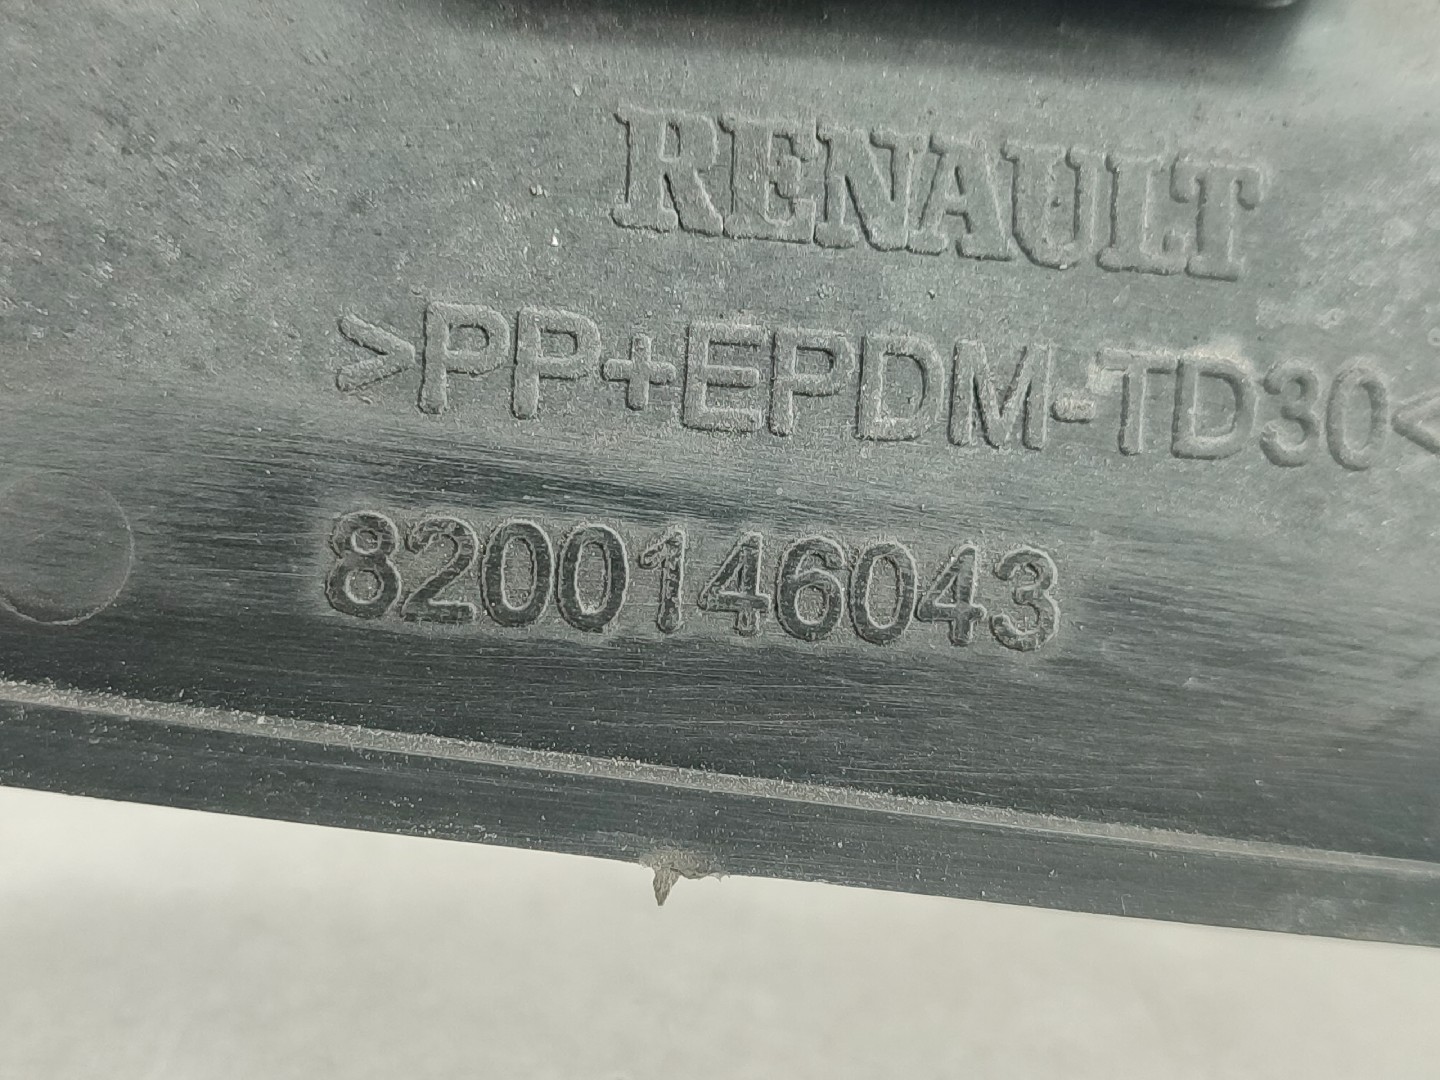 RENAULT
>PP+EPDM-TD30<
8200146043